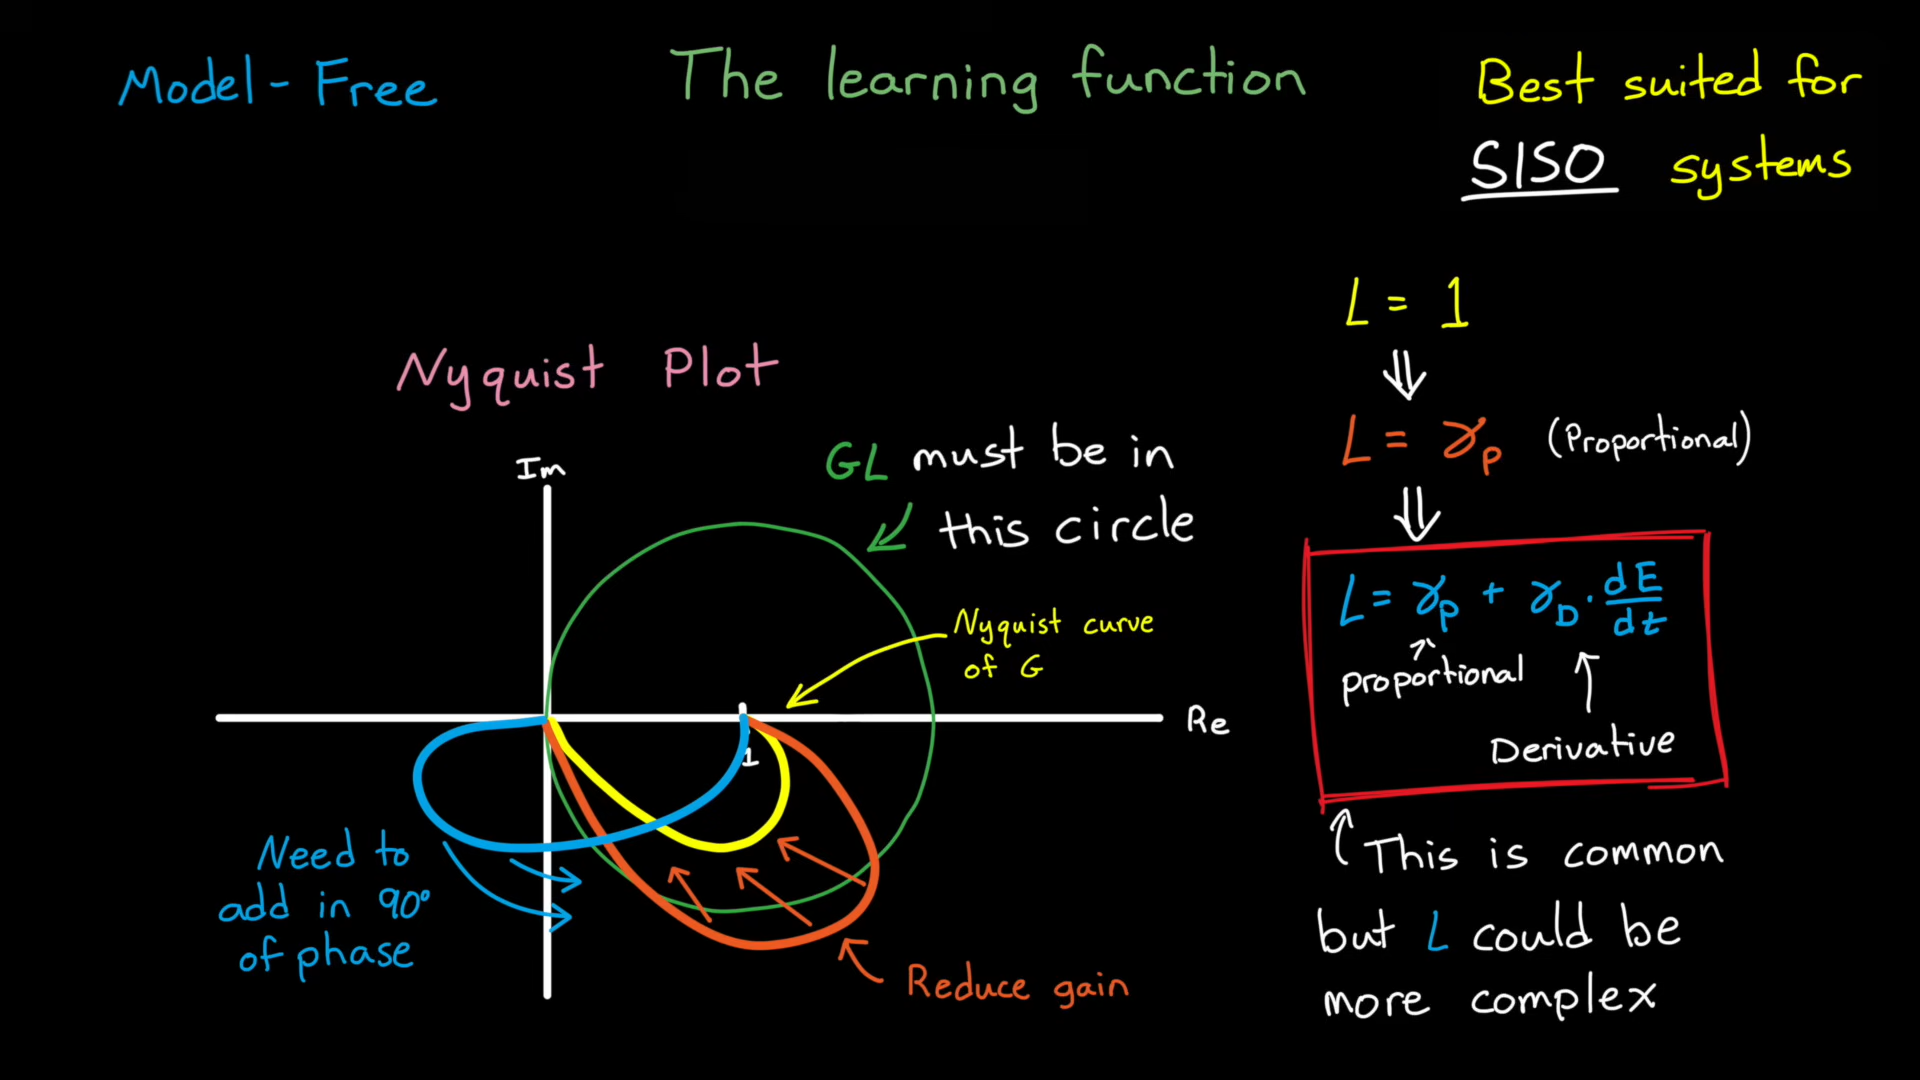 Model-Free
The learning function
Best suited for
SISO systems
L = 1
L = γp (Proportional)
L = γp + γD · dE/dt
proportional
Derivative
This is common
but L could be
more complex
Nyquist Plot
Im
GL must be in
this circle
Nyquist curve
of G
Re
1
Need to
add in 90°
of phase
Reduce gain